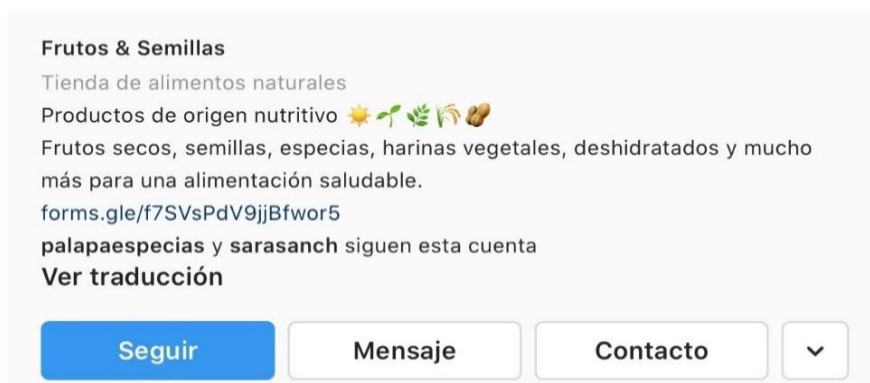 Frutos & Semillas
Tienda de alimentos naturales
Productos de origen nutritivo ☀️🌱🌿🌾🥜
Frutos secos, semillas, especias, harinas vegetales, deshidratados y mucho
más para una alimentación saludable.
forms.gle/f7SVsPdV9jjBfwor5
palapaespecias y sarasanch siguen esta cuenta
Ver traducción
Seguir Mensaje Contacto